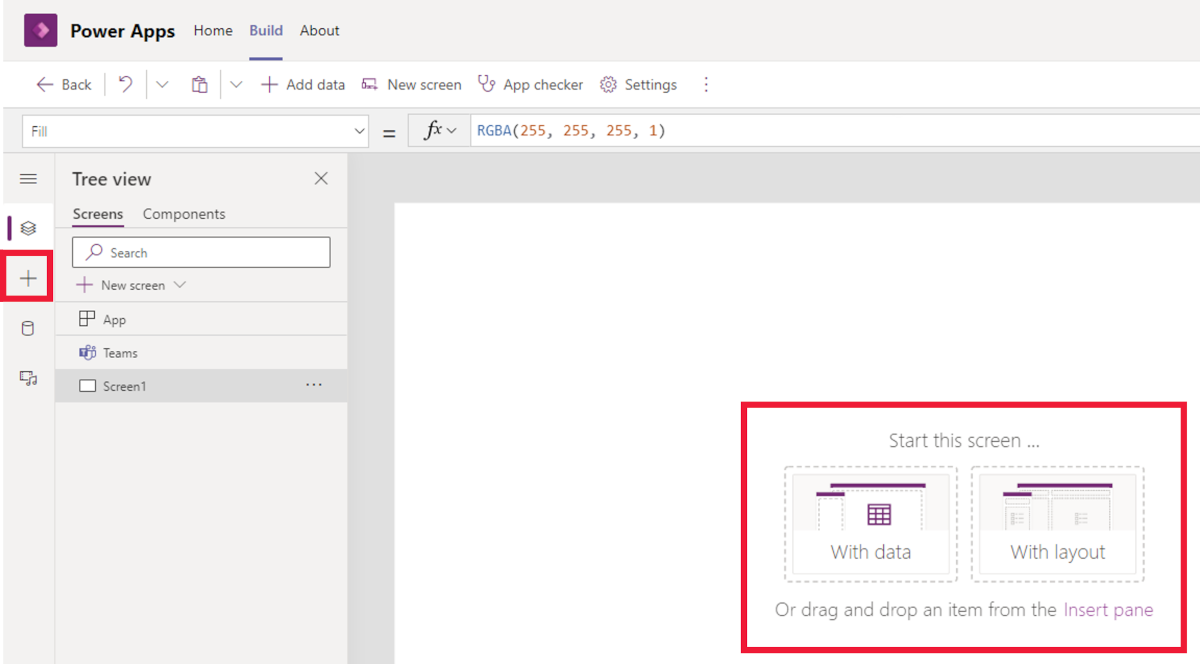 Power Apps Home Build About
Back Add data New screen App checker Settings
Fill = fx RGBA(255, 255, 255, 1)
Tree view
Screens Components
Search
New screen
App
Teams
Screen1 ...
Start this screen ...
With data With layout
Or drag and drop an item from the Insert pane